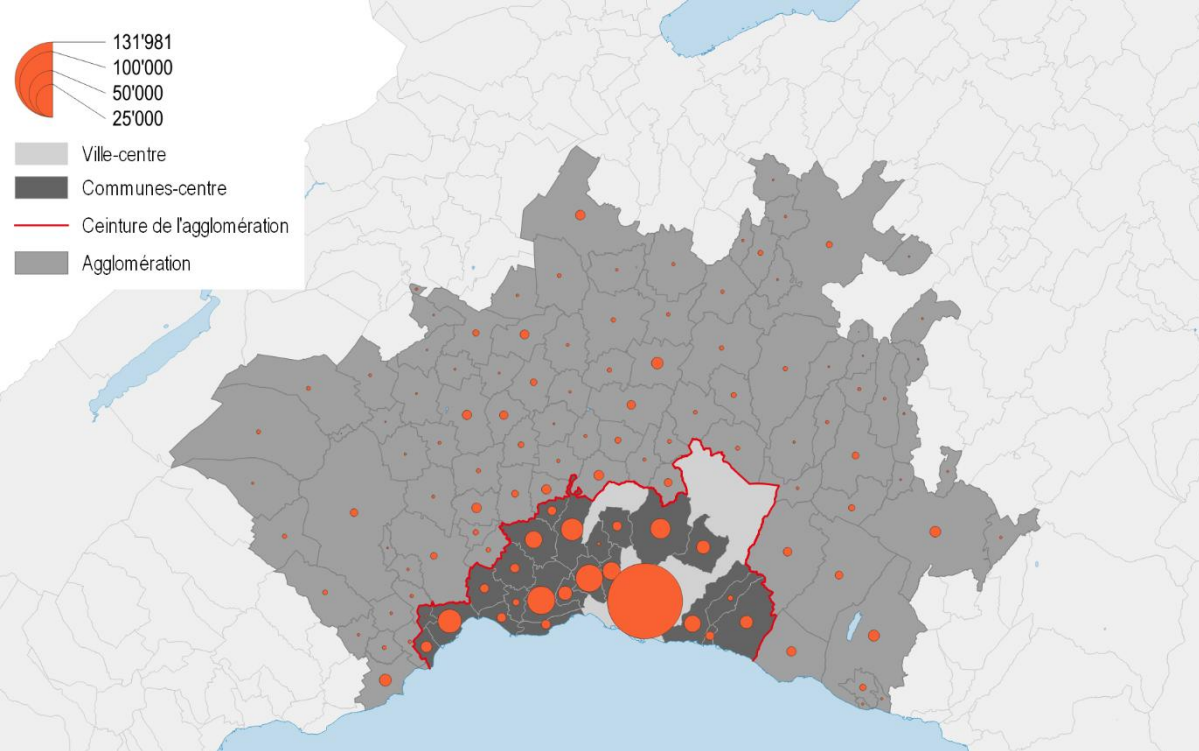 131'981
100'000
50'000
25'000
Ville-centre
Communes-centre
Ceinture de l'agglomération
Agglomération